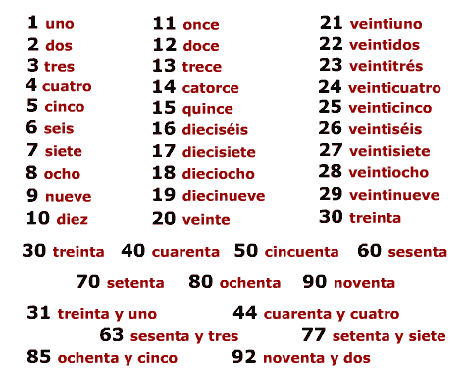 1 uno 11 once 21 veintiuno
2 dos 12 doce 22 veintidos
3 tres 13 trece 23 veintitrés
4 cuatro 14 catorce 24 veinticuatro
5 cinco 15 quince 25 veinticinco
6 seis 16 dieciséis 26 veintiséis
7 siete 17 diecisiete 27 veintisiete
8 ocho 18 dieciocho 28 veintiocho
9 nueve 19 diecinueve 29 veintinueve
10 diez 20 veinte 30 treinta
30 treinta 40 cuarenta 50 cincuenta 60 sesenta
70 setenta 80 ochenta 90 noventa
31 treinta y uno 44 cuarenta y cuatro
63 sesenta y tres 77 setenta y siete
85 ochenta y cinco 92 noventa y dos